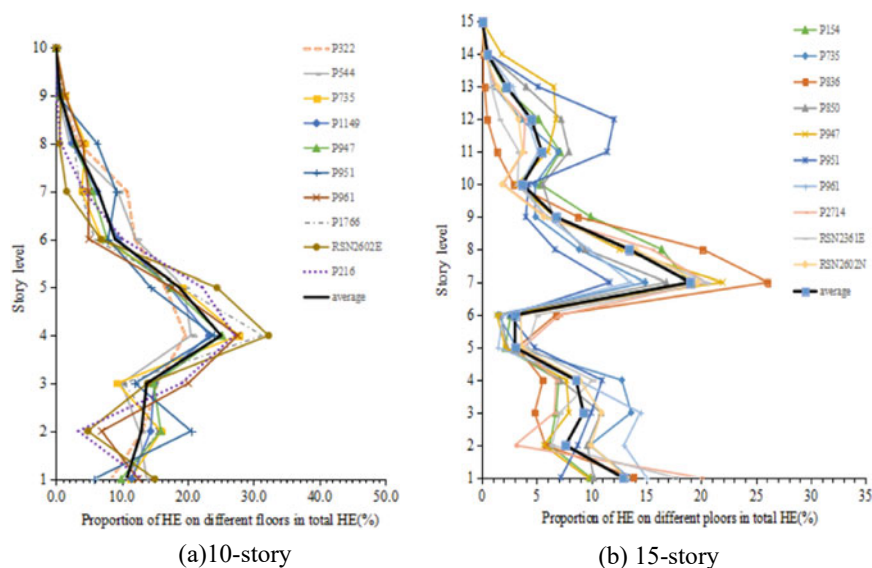 10
9
8
7
6
5
4
3
2
1
Story level
0.0 10.0 20.0 30.0 40.0 50.0
Proportion of HE on different floors in total HE(%)
P322
P544
P735
P1149
P947
P951
P961
P1766
RSN2602E
P216
average
(a)10-story
15
14
13
12
11
10
9
8
7
6
5
4
3
2
1
Story level
0 5 10 15 20 25 30 35
Proportion of HE on different ploors in total HE(%)
P154
P735
P836
P850
P947
P951
P961
P2714
RSN2361E
RSN2602N
average
(b) 15-story